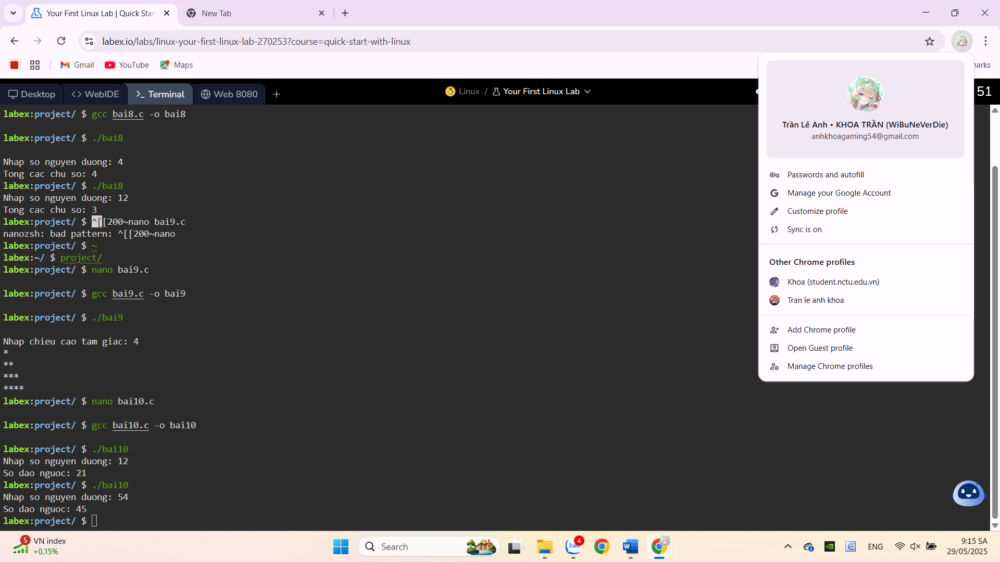 Your First Linux Lab | Quick Star
New Tab
labex.io/labs/linux-your-first-linux-lab-270253?course=quick-start-with-linux
Gmail
YouTube
Maps
marks
Desktop
WebIDE
Terminal
Web 8080
Linux / Your First Linux Lab
51
labex:project/ $ gcc bai8.c -o bai8
labex:project/ $ ./bai8
Nhap so nguyen duong: 4
Tong cac chu so: 4
labex:project/ $ ./bai8
Nhap so nguyen duong: 12
Tong cac chu so: 3
labex:project/ $ ^[[200~nano bai9.c
nanozsh: bad pattern: ^[[200~nano
labex:project/ $ ~
labex:~/ $ project/
labex:project/ $ nano bai9.c
labex:project/ $ gcc bai9.c -o bai9
labex:project/ $ ./bai9
Nhap chieu cao tam giac: 4
*
**
***
****
labex:project/ $ nano bai10.c
labex:project/ $ gcc bai10.c -o bai10
labex:project/ $ ./bai10
Nhap so nguyen duong: 12
So dao nguoc: 21
labex:project/ $ ./bai10
Nhap so nguyen duong: 54
So dao nguoc: 45
labex:project/ $
Trần Lê Anh • KHOA TRẦN (WiBuNeVerDie)
anhkhoagaming54@gmail.com
Passwords and autofill
Manage your Google Account
Customize profile
Sync is on
Other Chrome profiles
Khoa (student.nctu.edu.vn)
Tran le anh khoa
Add Chrome profile
Open Guest profile
Manage Chrome profiles
5
VN index
+0,15%
Search
Zalo
4
W
ENG
9:15 SA
29/05/2025